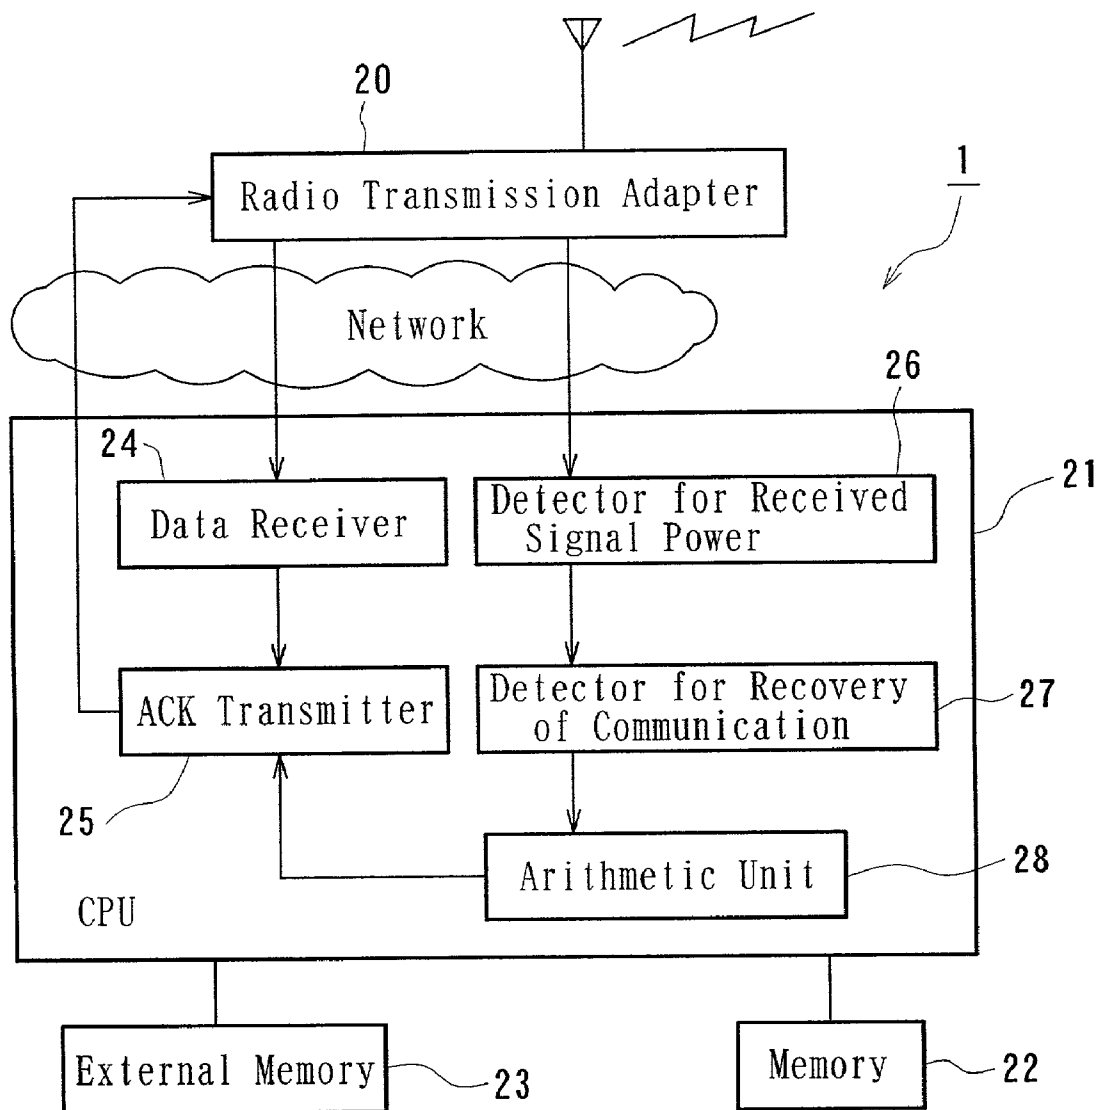 20
1
Radio Transmission Adapter
Network
26
24
21
Data Receiver
Detector for Received
Signal Power
ACK Transmitter
Detector for Recovery
of Communication
27
25
Arithmetic Unit
28
CPU
External Memory
23
Memory
22